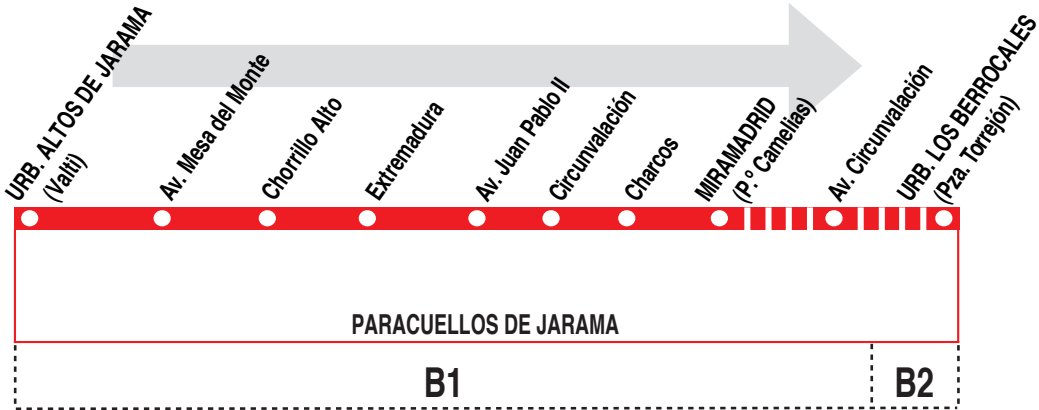 URB. ALTOS DE JARAMA
(Valti)
Av. Mesa del Monte
Chorrillo Alto
Extremadura
Av. Juan Pablo II
Circunvalación
Charcos
MIRAMADRID
(P.º Camelias)
Av. Circunvalación
URB. LOS BERROCALES
(Pza. Torrejón)
PARACUELLOS DE JARAMA
B1
B2